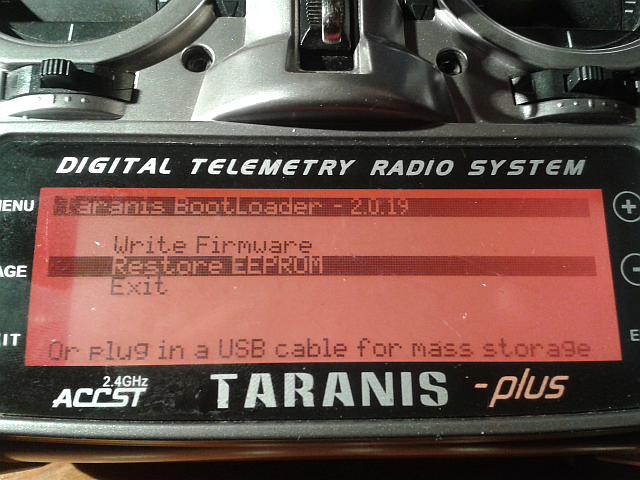 DIGITAL TELEMETRY RADIO SYSTEM
MENU
Taranis BootLoader - 2.0.19
+
Write Firmware
AGE
Restore EEPROM
-
Exit
IT
Or plug in a USB cable for mass storage
E
2.4GHz
ACCST
TARANIS
-plus